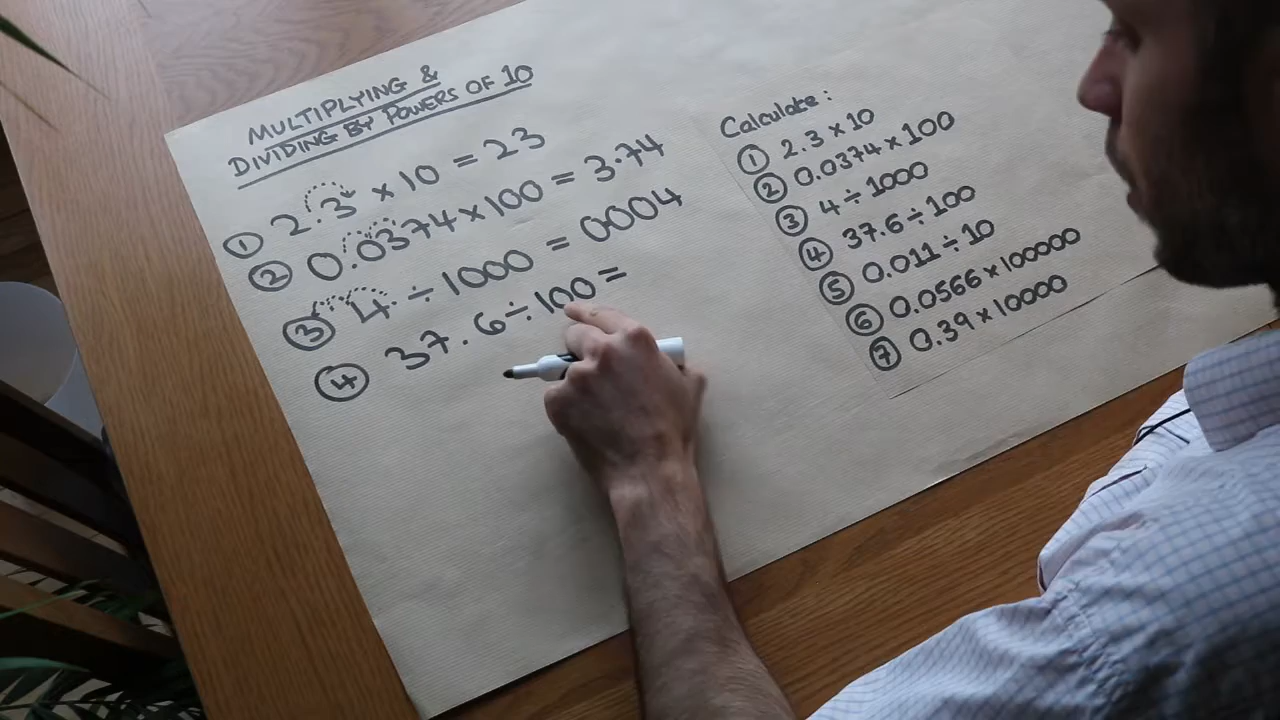 MULTIPLYING &
DIVIDING BY POWERS OF 10
① 2.3 × 10 = 23
② 0.0374 × 100 = 3.74
③ 4 ÷ 1000 = 0004
④ 37.6 ÷ 100 =
Calculate:
① 2.3 × 10
② 0.0374 × 100
③ 4 ÷ 1000
④ 37.6 ÷ 100
⑤ 0.011 ÷ 10
⑥ 0.0566 × 100000
⑦ 0.39 × 10000